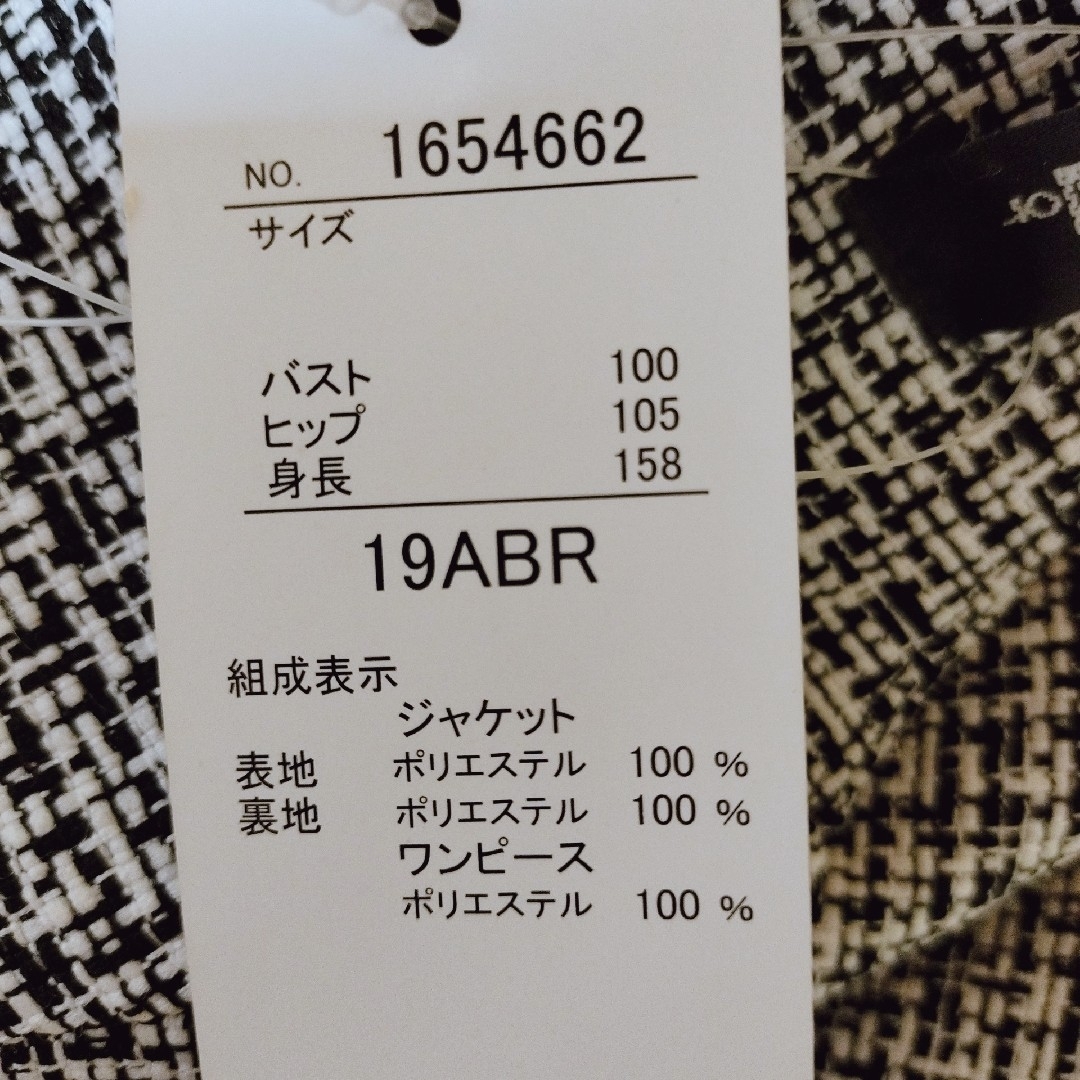 NO. 1654662
サイズ
バスト 100
ヒップ 105
身長 158
19ABR
組成表示
ジャケット
表地 ポリエステル 100 %
裏地 ポリエステル 100 %
ワンピース
ポリエステル 100 %